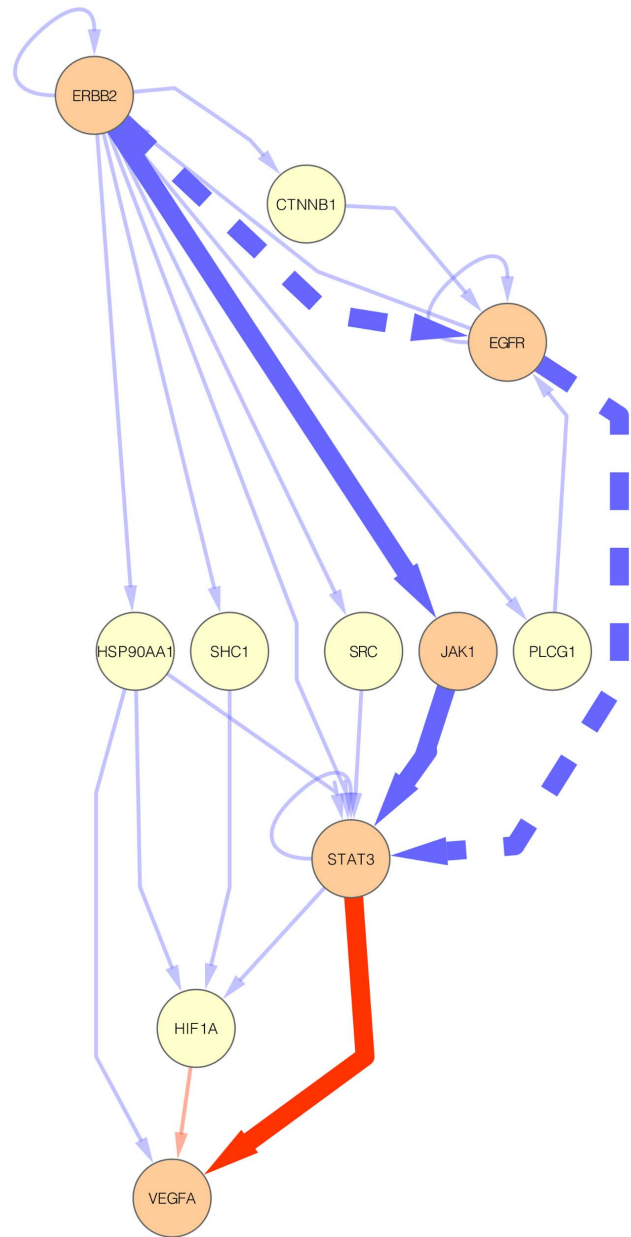 ERBB2
CTNNB1
EGFR
HSP90AA1
SHC1
SRC
JAK1
PLCG1
STAT3
HIF1A
VEGFA